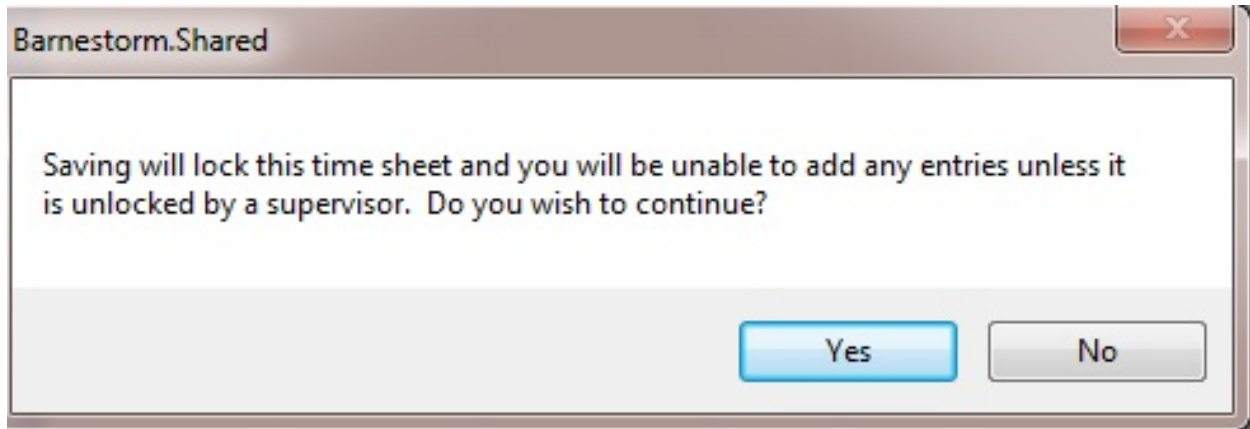 Barnestorm.Shared
X
Saving will lock this time sheet and you will be unable to add any entries unless it
is unlocked by a supervisor.  Do you wish to continue?
Yes
No